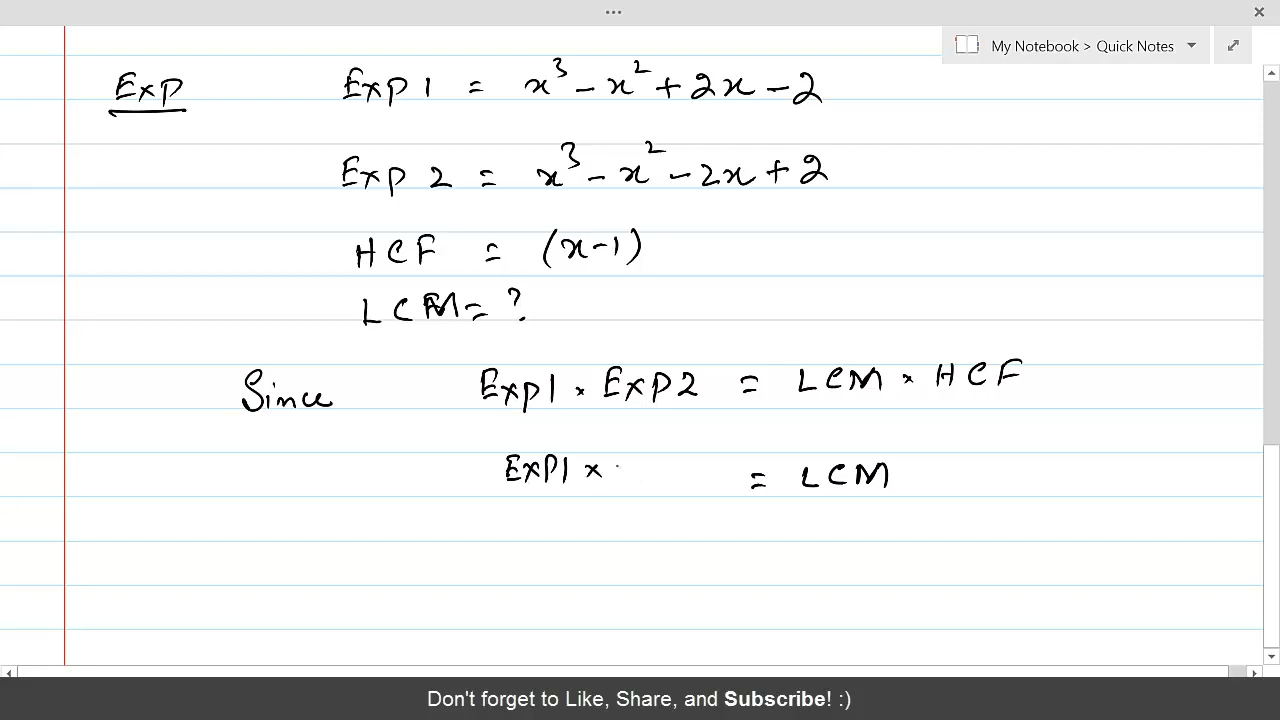 My Notebook > Quick Notes
Exp Exp 1 = x³ - x² + 2x - 2
Exp 2 = x³ - x² - 2x + 2
HCF = (x-1)
LCM = ?
Since Exp1 × Exp2 = LCM × HCF
Exp1 × = LCM
Don't forget to Like, Share, and Subscribe! :)